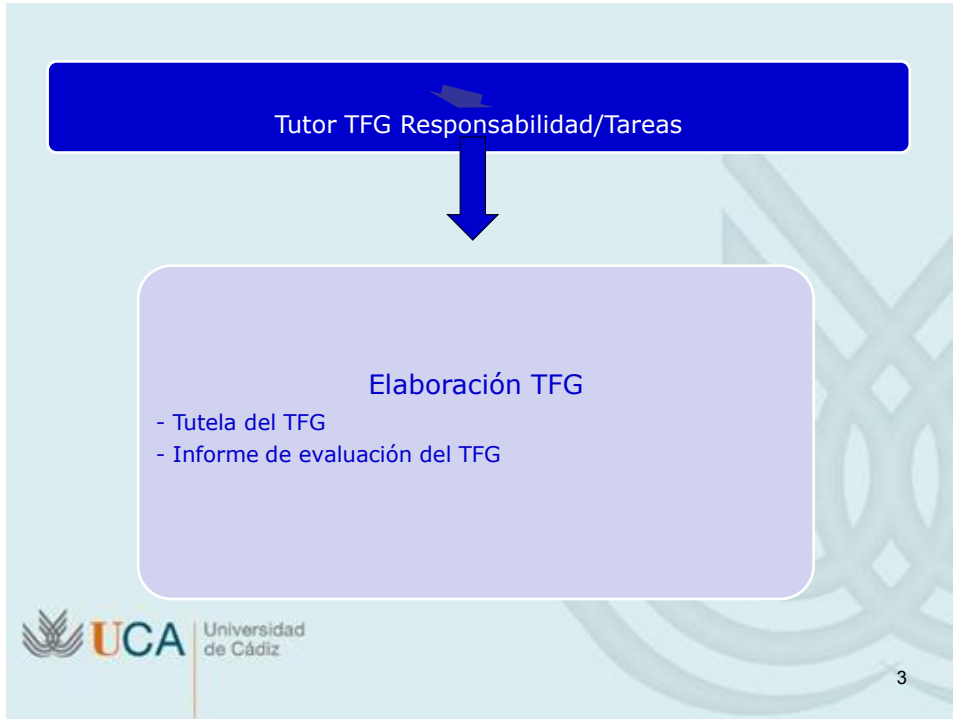 Tutor TFG Responsabilidad/Tareas
Elaboración TFG
- Tutela del TFG
- Informe de evaluación del TFG
UCA
Universidad
de Cádiz
3